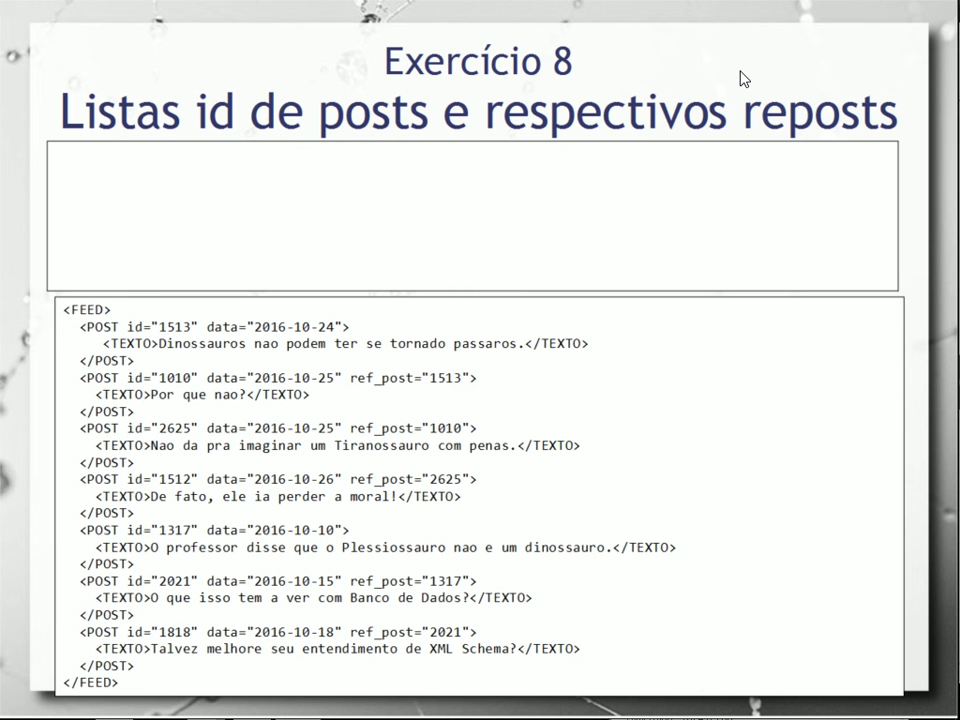 Exercício 8
Listas id de posts e respectivos reposts
<FEED>
<POST id="1513" data="2016-10-24">
<TEXTO>Dinossauros nao podem ter se tornado passaros.</TEXTO>
</POST>
<POST id="1010" data="2016-10-25" ref_post="1513">
<TEXTO>Por que nao?</TEXTO>
</POST>
<POST id="2625" data="2016-10-25" ref_post="1010">
<TEXTO>Nao da pra imaginar um Tiranossauro com penas.</TEXTO>
</POST>
<POST id="1512" data="2016-10-26" ref_post="2625">
<TEXTO>De fato, ele ia perder a moral!</TEXTO>
</POST>
<POST id="1317" data="2016-10-10">
<TEXTO>O professor disse que o Plessiossauro nao e um dinossauro.</TEXTO>
</POST>
<POST id="2021" data="2016-10-15" ref_post="1317">
<TEXTO>O que isso tem a ver com Banco de Dados?</TEXTO>
</POST>
<POST id="1818" data="2016-10-18" ref_post="2021">
<TEXTO>Talvez melhore seu entendimento de XML Schema?</TEXTO>
</POST>
</FEED>